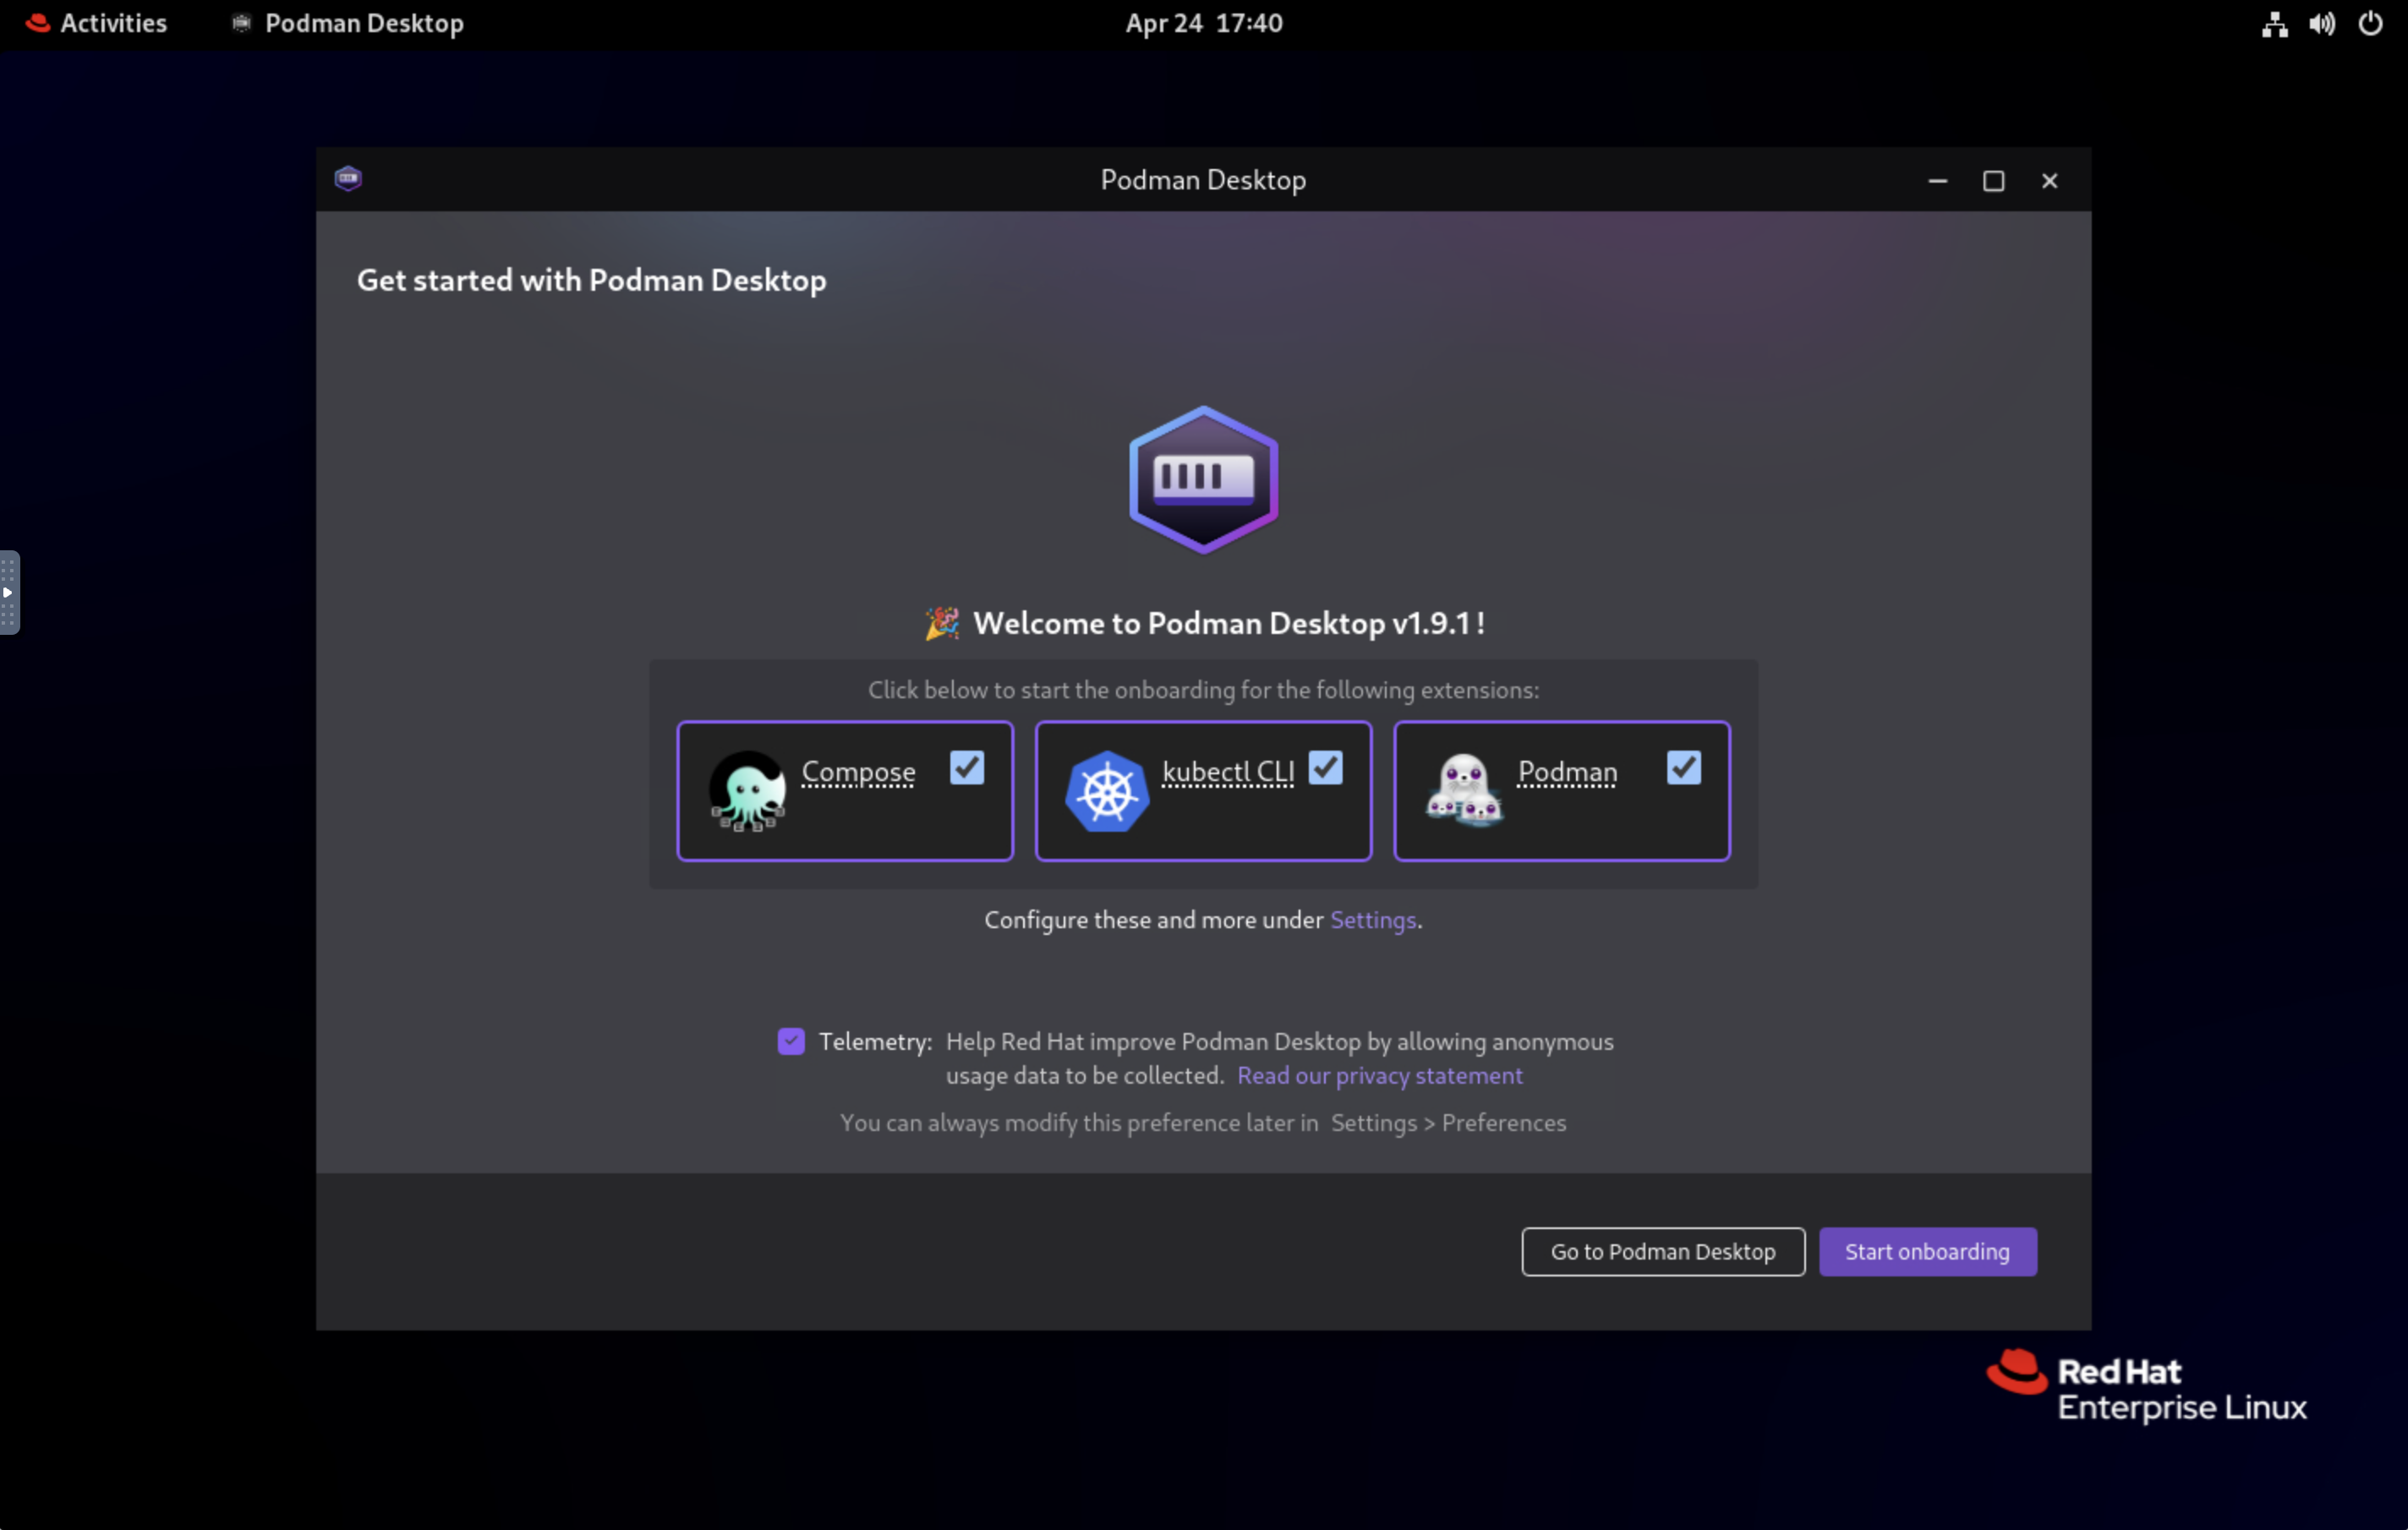 Activities
Podman Desktop
Apr 24 17:40
Podman Desktop
Get started with Podman Desktop
🎉 Welcome to Podman Desktop v1.9.1 !
Click below to start the onboarding for the following extensions:
Compose
kubectl CLI
Podman
Configure these and more under Settings.
Telemetry: Help Red Hat improve Podman Desktop by allowing anonymous
usage data to be collected. Read our privacy statement
You can always modify this preference later in Settings > Preferences
Go to Podman Desktop
Start onboarding
Red Hat
Enterprise Linux